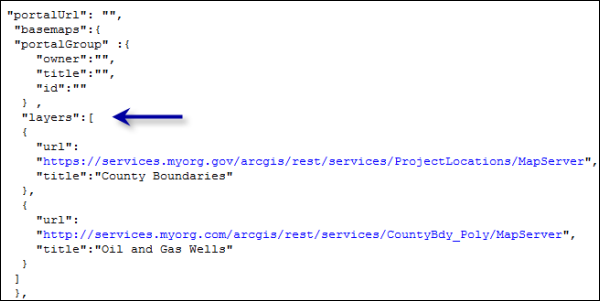 "portalUrl": "",
"basemaps":{
"portalGroup" :{
"owner":"",
"title":"",
"id":""
} ,
"layers":[
{
"url":
"https://services.myorg.gov/arcgis/rest/services/ProjectLocations/MapServer",
"title":"County Boundaries"
},
{
"url":
"http://services.myorg.com/arcgis/rest/services/CountyBdy_Poly/MapServer",
"title":"Oil and Gas Wells"
}
]
},